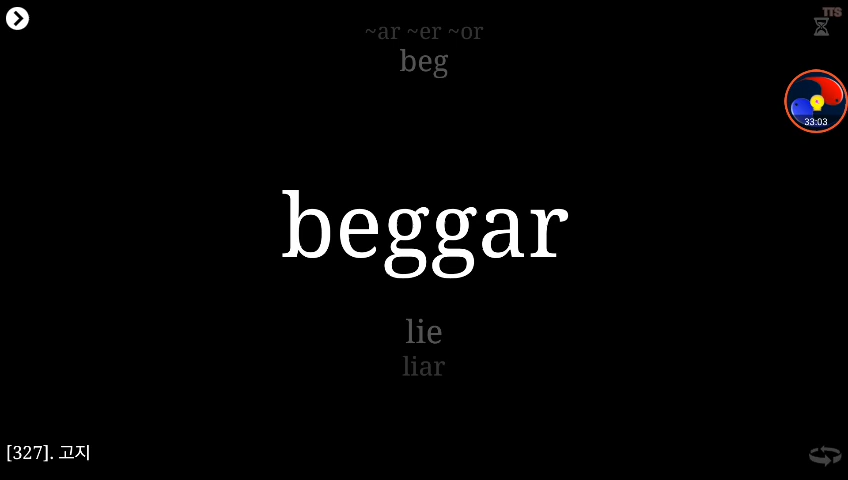 TTS
~ar ~er ~or
beg
33:03
beggar
lie
liar
[327]. 고지